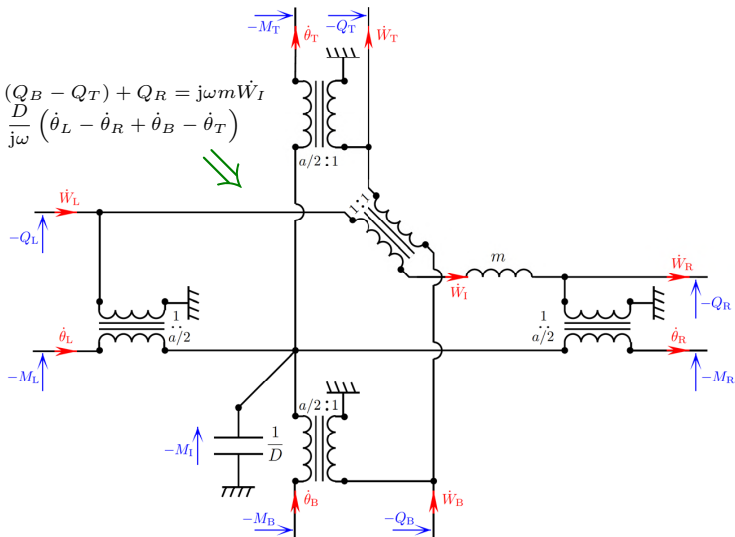 −M_T θ̇_T −Q_T Ẇ_T
(Q_B − Q_T) + Q_R = jωmẆ_I
D/jω (θ̇_L − θ̇_R + θ̇_B − θ̇_T)
a/2 : 1
Ẇ_L
1 : 1
−Q_L
m
Ẇ_I
Ẇ_R
−Q_R
θ̇_L
1 : a/2
1 : a/2
θ̇_R
−M_L
−M_R
a/2 : 1
−M_I
1/D
θ̇_B
Ẇ_B
−M_B
−Q_B